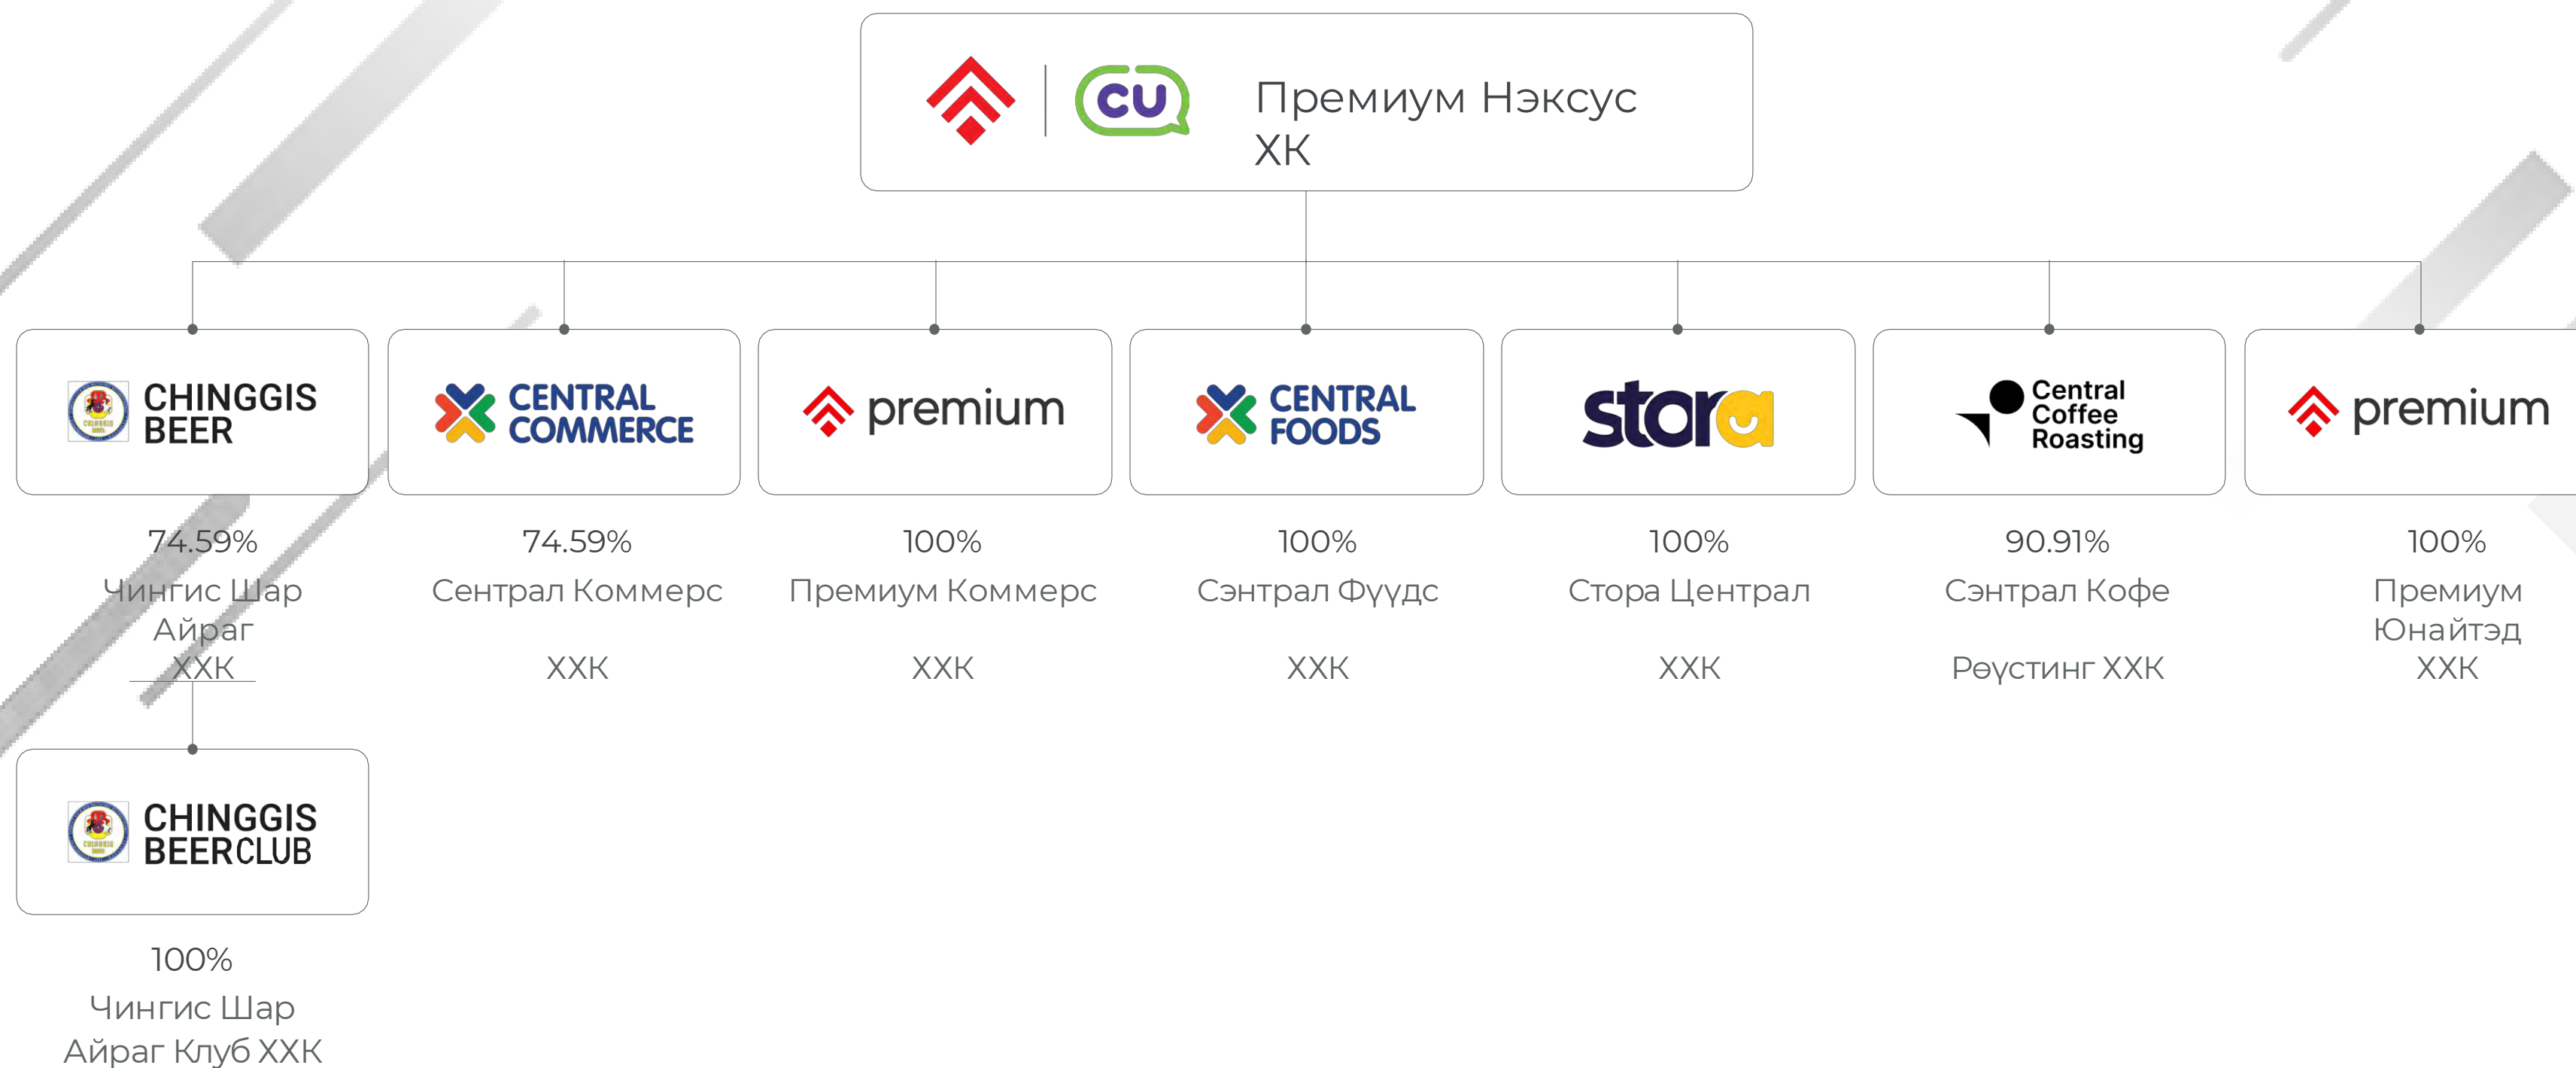 CU
Премиум Нэксус
ХК
CHINGGIS
BEER
74.59%
Чингис Шар
Айраг
ХХК
CENTRAL
COMMERCE
74.59%
Сентрал Коммерс
ХХК
premium
100%
Премиум Коммерс
ХХК
CENTRAL
FOODS
100%
Сэнтрал Фүүдс
ХХК
stora
100%
Стора Централ
ХХК
Central
Coffee
Roasting
90.91%
Сэнтрал Кофе
Рөүстинг ХХК
premium
100%
Премиум
Юнайтэд
ХХК
CHINGGIS
BEERCLUB
100%
Чингис Шар
Айраг Клуб ХХК